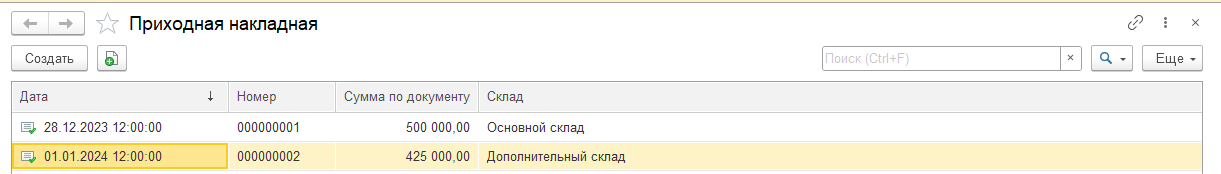 Приходная накладная
Создать Поиск (Ctrl+F) Еще
Дата Номер Сумма по документу Склад
28.12.2023 12:00:00 000000001 500 000,00 Основной склад
01.01.2024 12:00:00 000000002 425 000,00 Дополнительный склад